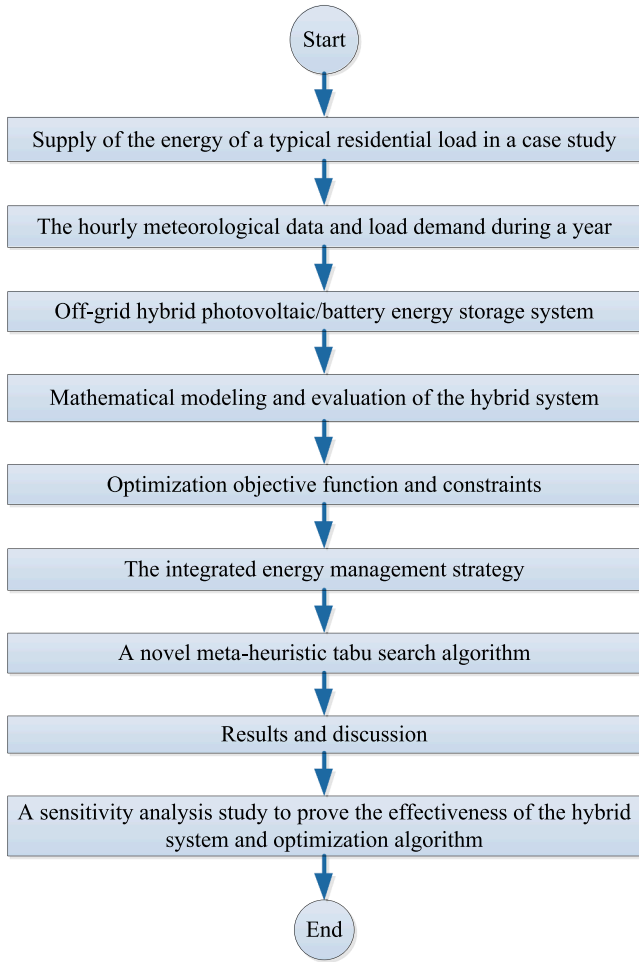 Start
Supply of the energy of a typical residential load in a case study
The hourly meteorological data and load demand during a year
Off-grid hybrid photovoltaic/battery energy storage system
Mathematical modeling and evaluation of the hybrid system
Optimization objective function and constraints
The integrated energy management strategy
A novel meta-heuristic tabu search algorithm
Results and discussion
A sensitivity analysis study to prove the effectiveness of the hybrid
system and optimization algorithm
End